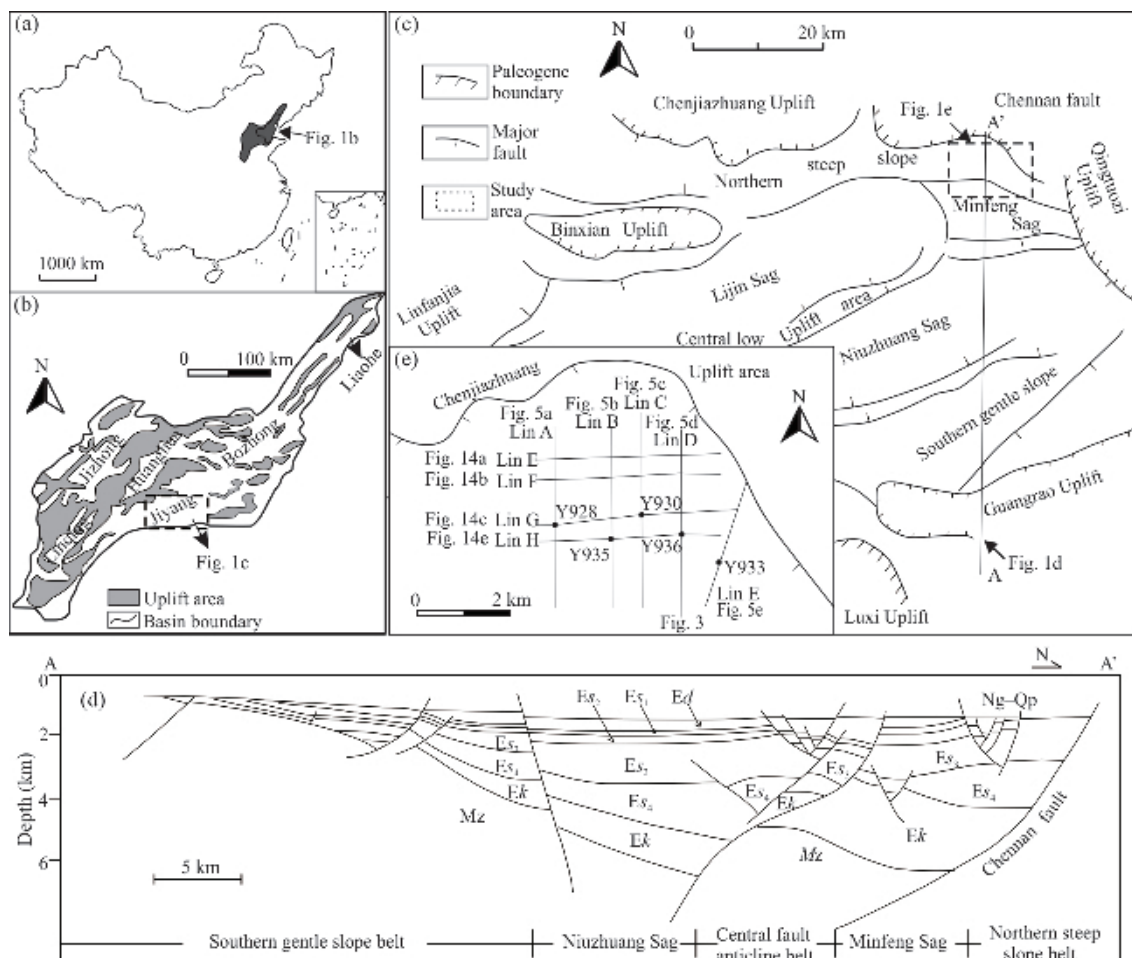 (a)
Fig. 1b
1000 km
(b)
N
0 100 km
Liaohe
Jizhong
Huanghua
Bozhong
Jiyang
Fig. 1c
Uplift area
Basin boundary
(c)
N
0 20 km
Paleogene
boundary
Major
fault
Study
area
Chenjiazhuang Uplift
Fig. 1e
Chennan fault
A'
Northern steep slope
Qingtuozi
Uplift
Minfeng
Sag
Binxian Uplift
Linfanjia
Uplift
Lijin Sag
Central low
Uplift area
Niuzhuang Sag
Southern gentle slope
Guangrao Uplift
Fig. 1d
A
Luxi Uplift
(e)
Chenjiazhuang
Uplift area
N
Fig. 5a
Lin A
Fig. 5b
Lin B
Fig. 5c
Lin C
Fig. 5d
Lin D
Fig. 14a Lin E
Fig. 14b Lin F
Fig. 14c Lin G
Fig. 14e Lin H
Y928
Y930
Y935
Y936
Y933
Lin E
Fig. 5e
Fig. 3
0 2 km
(d)
A
N
A'
0
2
4
6
Depth (km)
Es₁
Ed
Ng–Qp
Es₄
Ek
Mz
Es₄
Ek
Es₄
Ek
Mz
Es₄
Ek
Chennan fault
5 km
Southern gentle slope belt
Niuzhuang Sag
Central fault
anticline belt
Minfeng Sag
Northern steep
slope belt